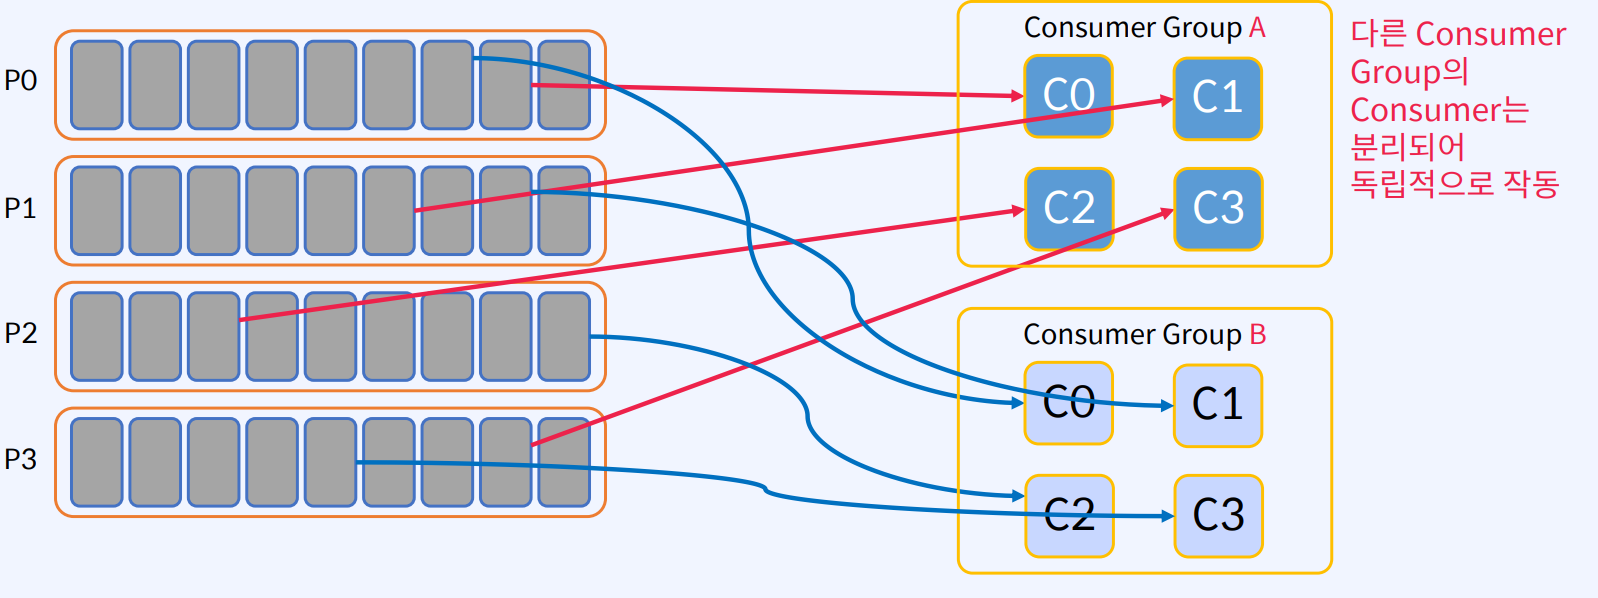 Consumer Group A
P0
C0
C1
P1
C2
C3
P2
Consumer Group B
C0
C1
P3
C2
C3
다른 Consumer
Group의
Consumer는
분리되어
독립적으로 작동